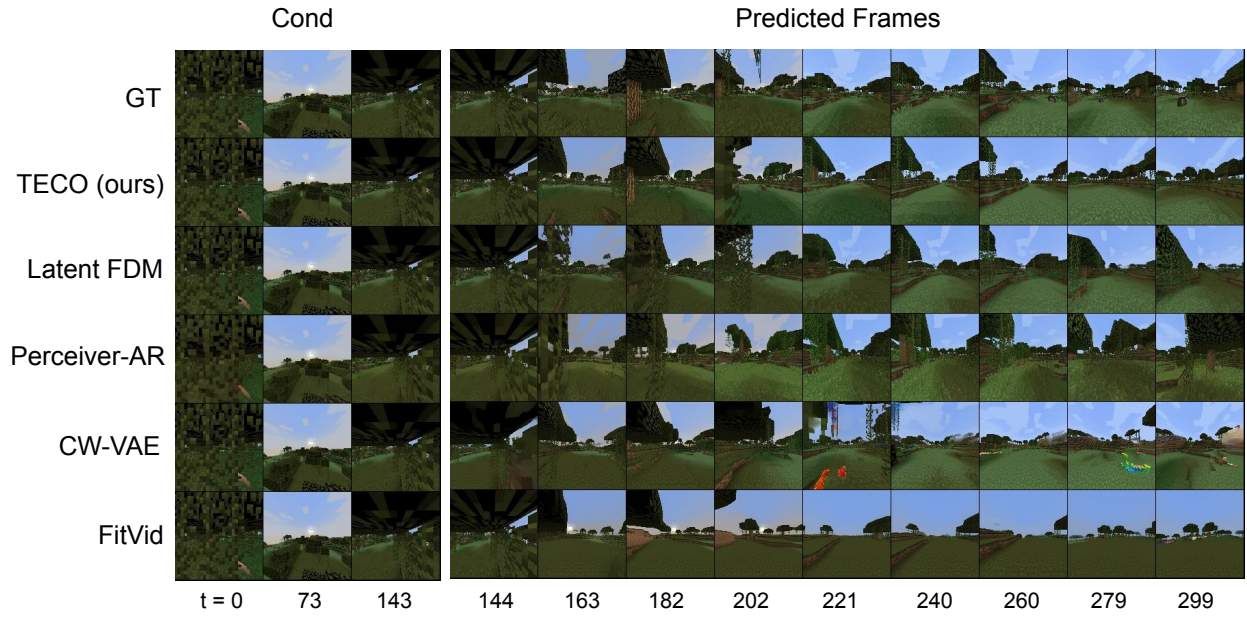 Cond Predicted Frames
GT
TECO (ours)
Latent FDM
Perceiver-AR
CW-VAE
FitVid
t = 0 73 143 144 163 182 202 221 240 260 279 299